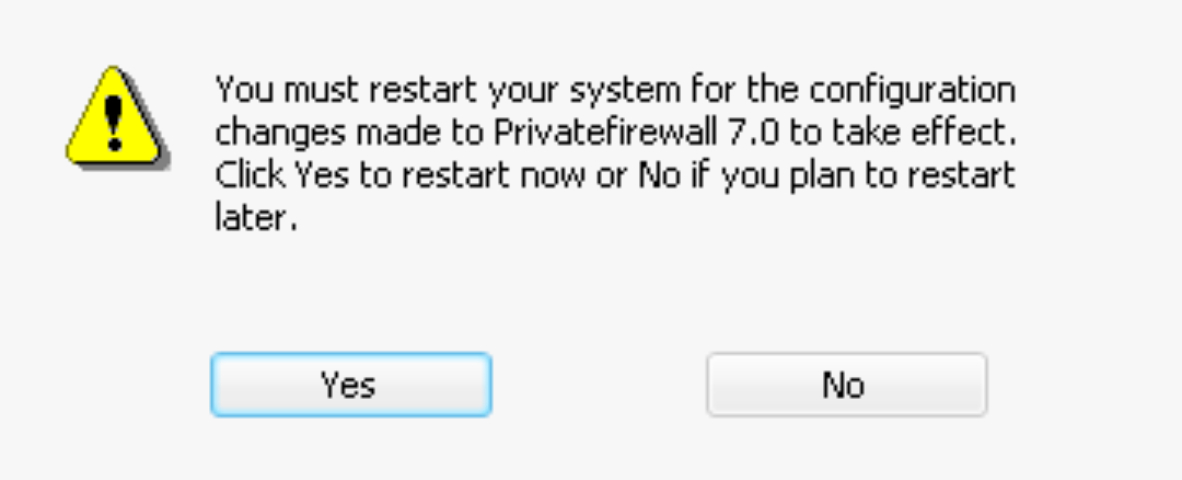 You must restart your system for the configuration
changes made to Privatefirewall 7.0 to take effect.
Click Yes to restart now or No if you plan to restart
later.
Yes
No